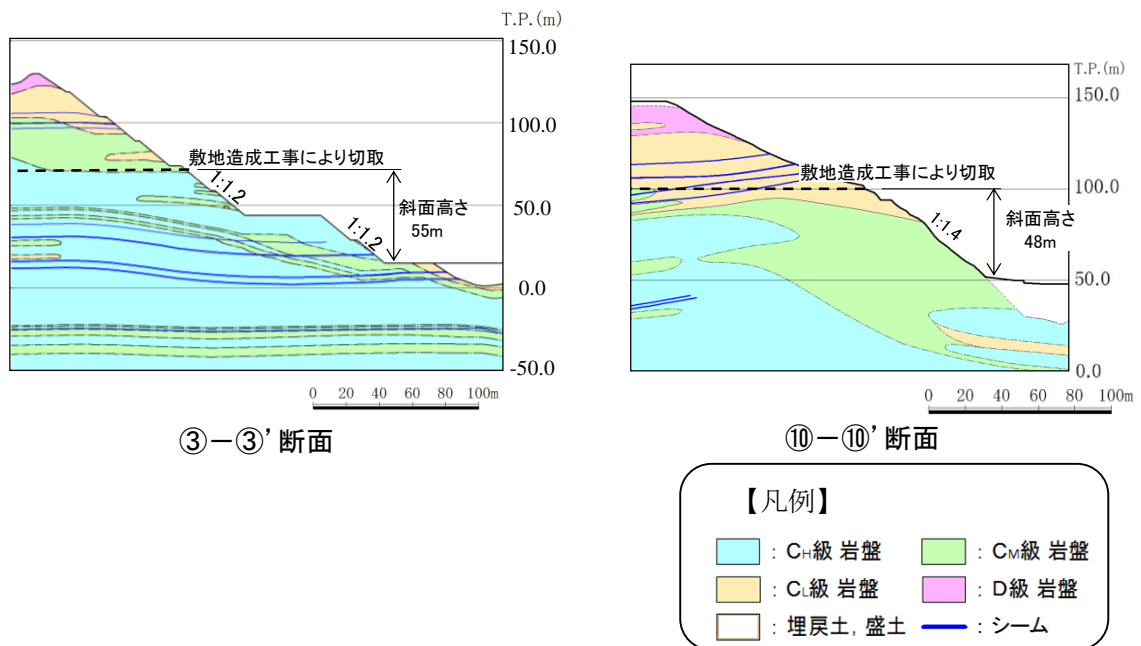 T.P.(m)
150.0
100.0
50.0
0.0
-50.0
敷地造成工事により切取
1:1.2
1:1.2
斜面高さ
55m
0 20 40 60 80 100m
③－③’断面
T.P.(m)
150.0
100.0
50.0
0.0
敷地造成工事により切取
1:1.4
斜面高さ
48m
0 20 40 60 80 100m
⑩－⑩’断面
【凡例】
：CH級 岩盤 ：CM級 岩盤
：CL級 岩盤 ：D級 岩盤
：埋戻土，盛土 ：シーム